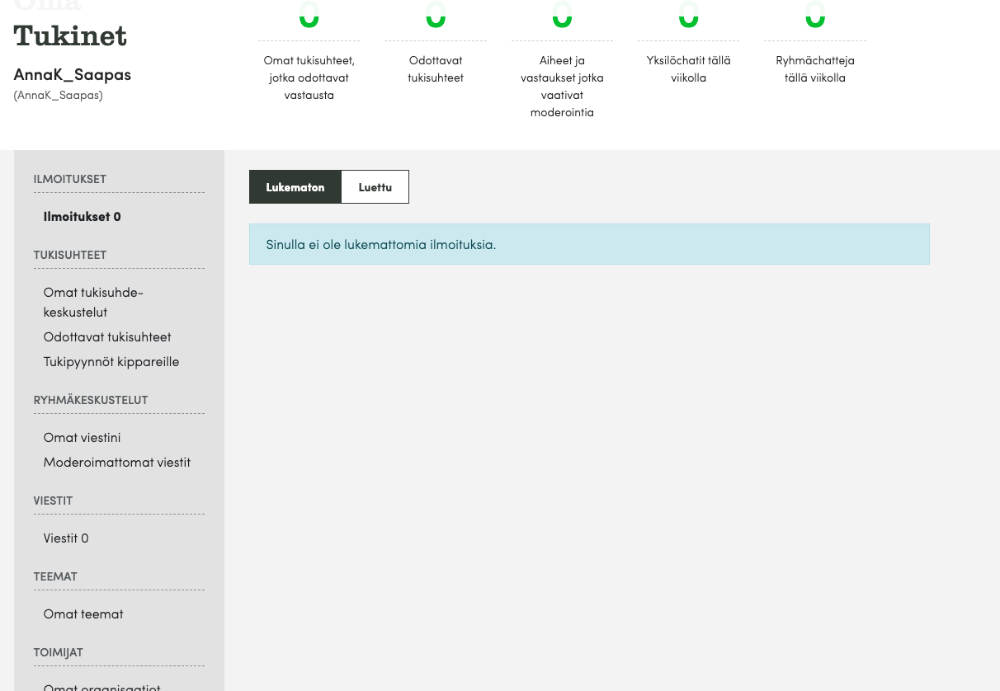 Oma
Tukinet
AnnaK_Saapas
(AnnaK_Saapas)
0
Omat tukisuhteet,
jotka odottavat
vastausta
0
Odottavat
tukisuhteet
0
Aiheet ja
vastaukset jotka
vaativat
moderointia
0
Yksilöchatit tällä
viikolla
0
Ryhmächatteja
tällä viikolla
ILMOITUKSET
Ilmoitukset 0
TUKISUHTEET
Omat tukisuhde-
keskustelut
Odottavat tukisuhteet
Tukipyynnöt kippareille
RYHMÄKESKUSTELUT
Omat viestini
Moderoimattomat viestit
VIESTIT
Viestit 0
TEEMAT
Omat teemat
TOIMIJAT
Omat organisaatiot
Lukematon
Luettu
Sinulla ei ole lukemattomia ilmoituksia.